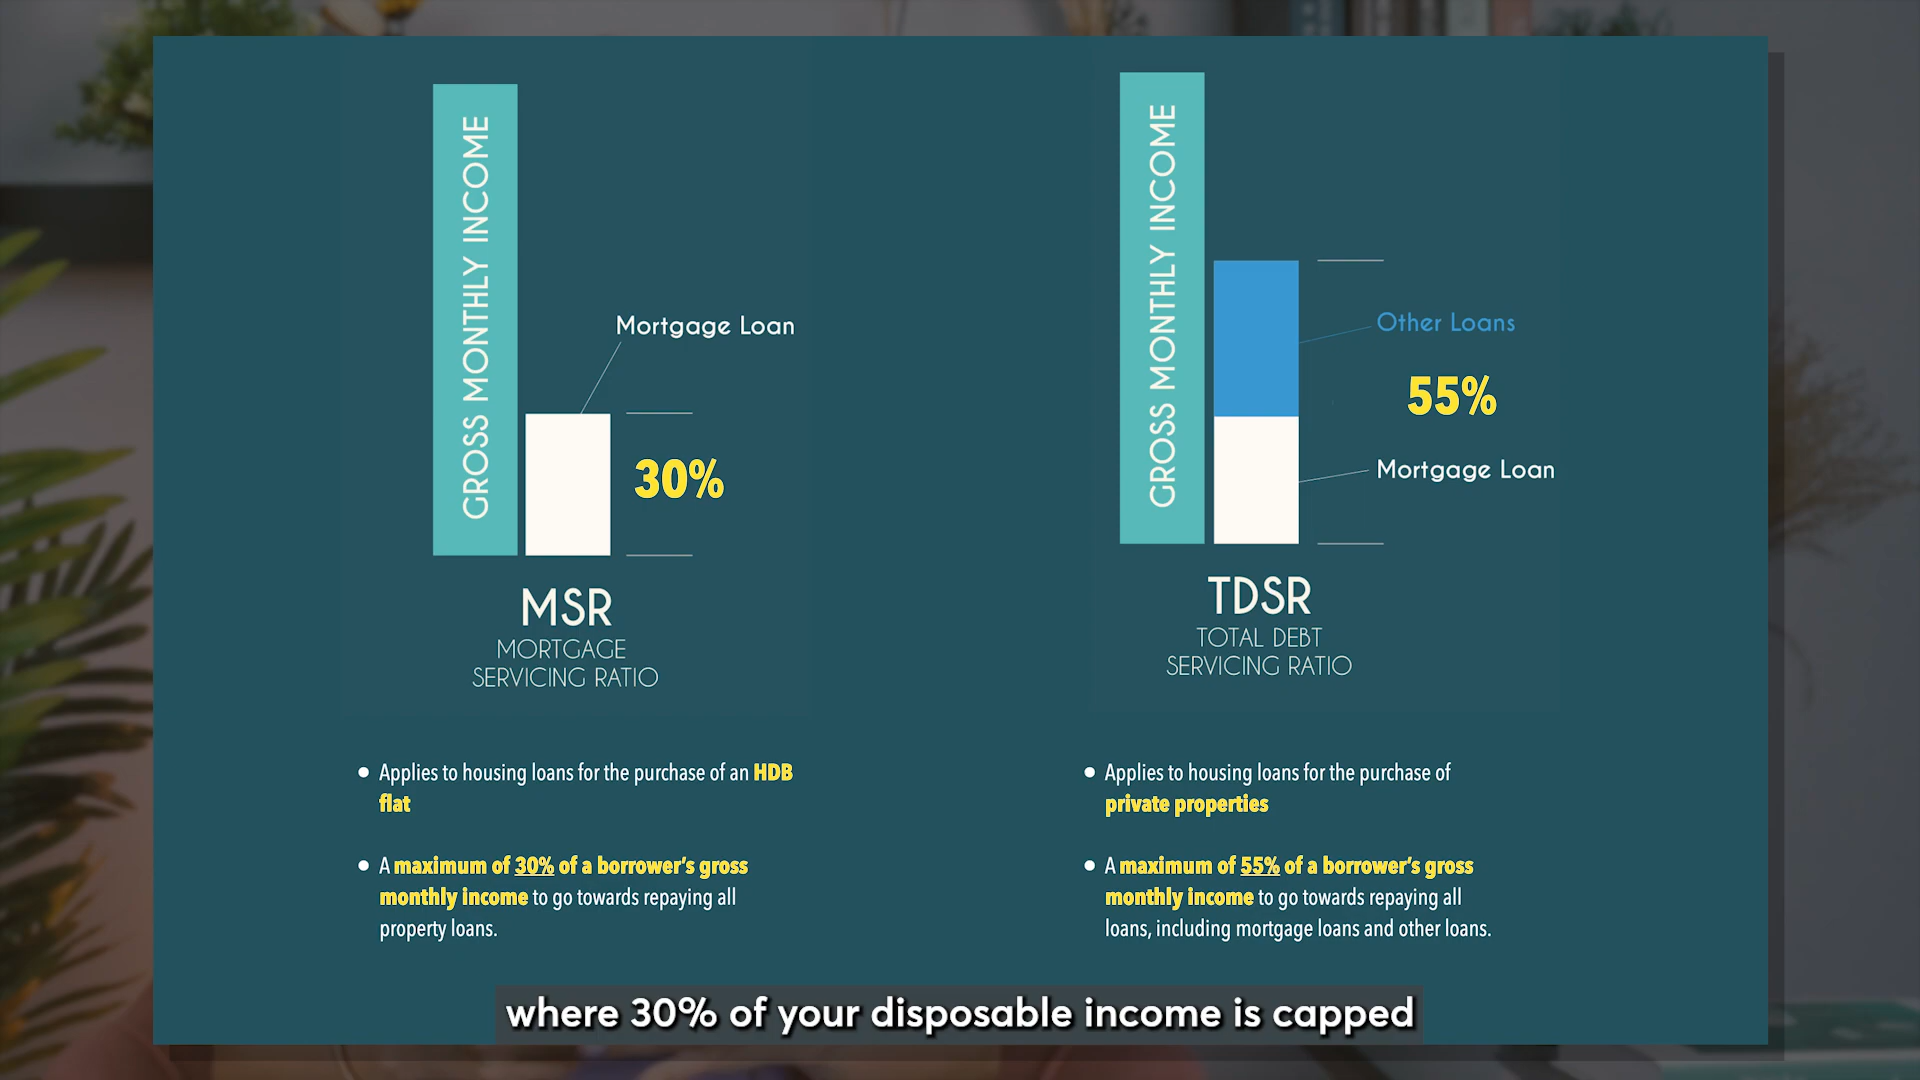 GROSS MONTHLY INCOME
Mortgage Loan
30%
MSR
MORTGAGE
SERVICING RATIO
• Applies to housing loans for the purchase of an HDB
flat
• A maximum of 30% of a borrower's gross
monthly income to go towards repaying all
property loans.
GROSS MONTHLY INCOME
Other Loans
55%
Mortgage Loan
TDSR
TOTAL DEBT
SERVICING RATIO
• Applies to housing loans for the purchase of
private properties
• A maximum of 55% of a borrower's gross
monthly income to go towards repaying all
loans, including mortgage loans and other loans.
where 30% of your disposable income is capped